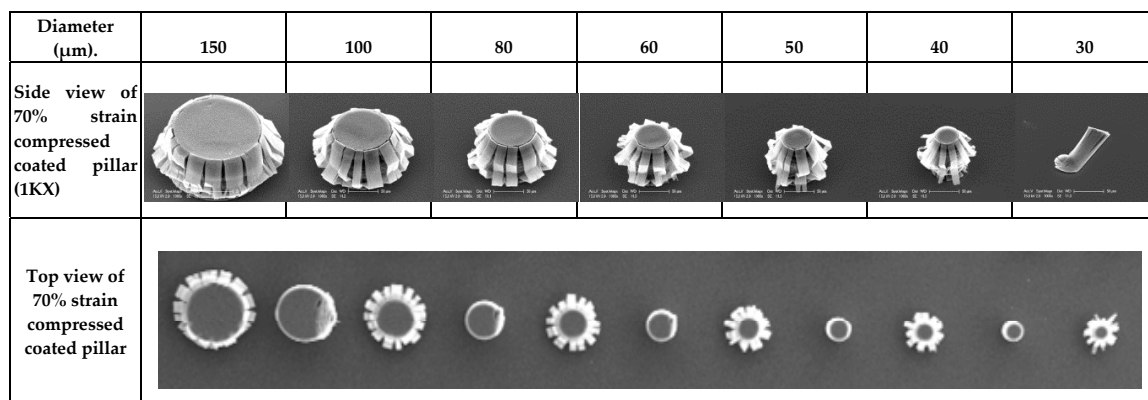 Diameter
(μm).
150
100
80
60
50
40
30
Side view of
70% strain
compressed
coated pillar
(1KX)
Top view of
70% strain
compressed
coated pillar